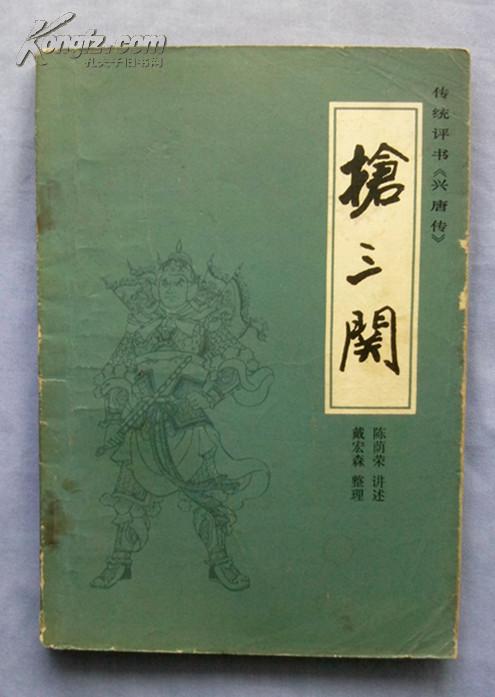 Kongfz.com
孔夫子旧书网
传统评书《兴唐传》
搶三関
陈荫荣 讲述
戴宏森 整理